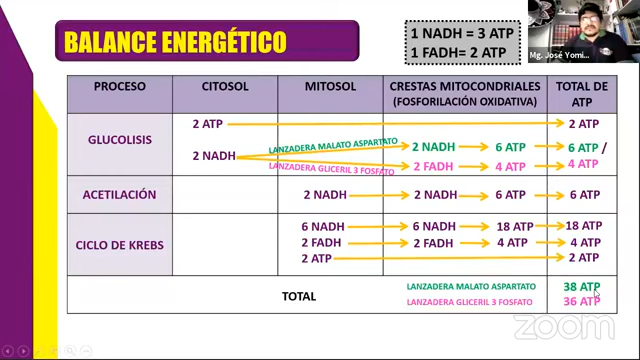 BALANCE ENERGÉTICO
1 NADH = 3 ATP
1 FADH= 2 ATP
Mg. José Yomi...
PROCESO CITOSOL MITOSOL CRESTAS MITOCONDRIALES (FOSFORILACIÓN OXIDATIVA) TOTAL DE ATP
GLUCOLISIS
2 ATP 2 ATP
2 NADH LANZADERA MALATO ASPARTATO 2 NADH 6 ATP 6 ATP /
LANZADERA GLICERIL 3 FOSFATO 2 FADH 4 ATP 4 ATP
ACETILACIÓN 2 NADH 2 NADH 6 ATP 6 ATP
CICLO DE KREBS
6 NADH 6 NADH 18 ATP 18 ATP
2 FADH 2 FADH 4 ATP 4 ATP
2 ATP 2 ATP
TOTAL
LANZADERA MALATO ASPARTATO 38 ATP
LANZADERA GLICERIL 3 FOSFATO 36 ATP
zoom